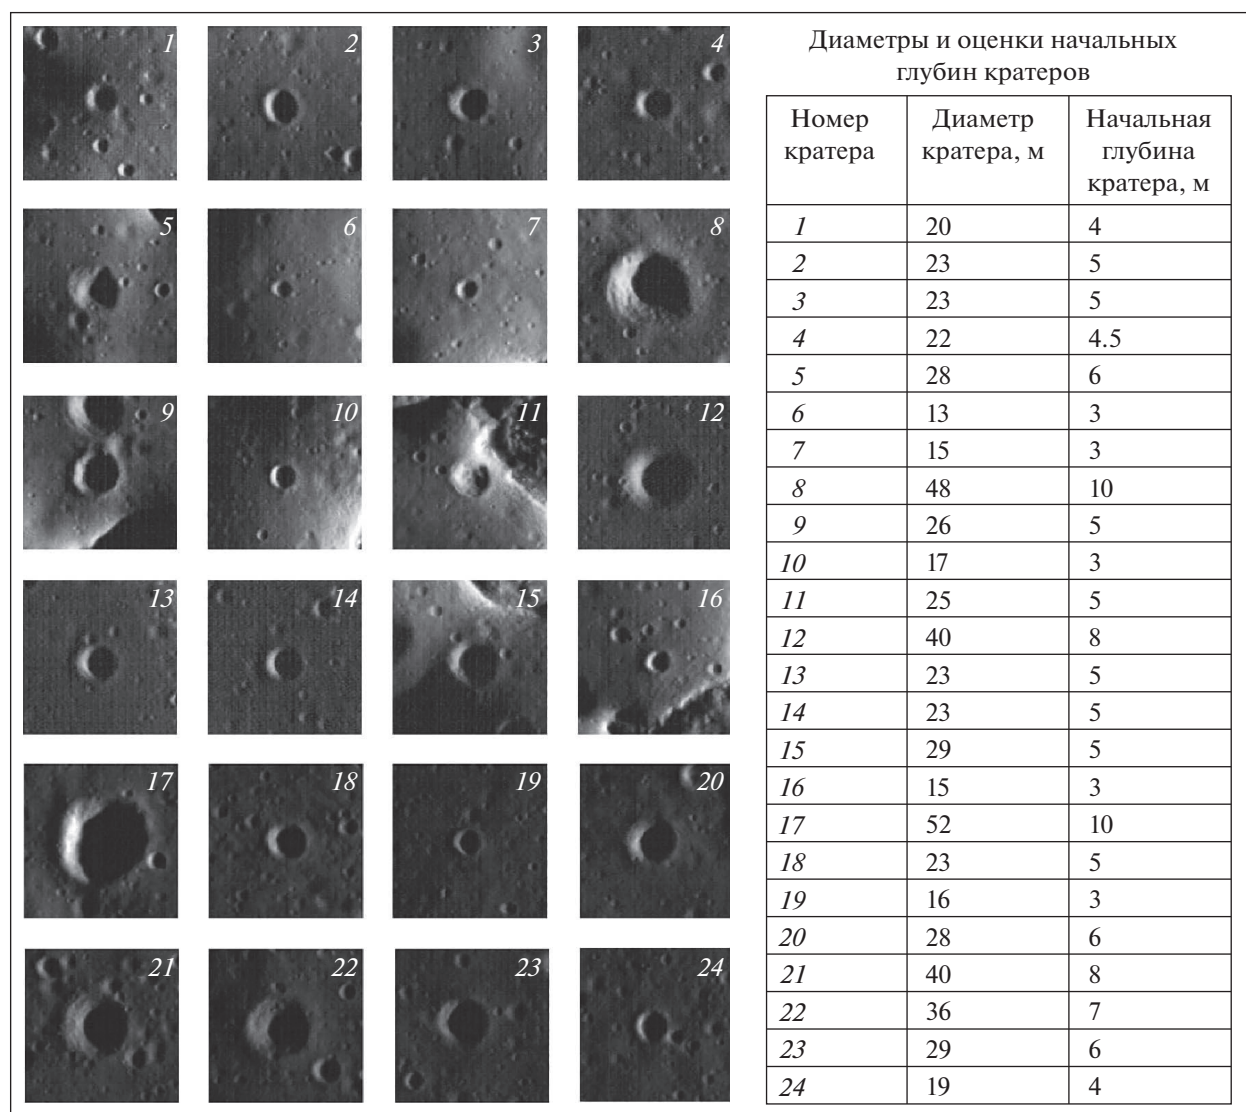 1 2 3 4
5 6 7 8
9 10 11 12
13 14 15 16
17 18 19 20
21 22 23 24
Диаметры и оценки начальных
глубин кратеров
Номер кратера Диаметр кратера, м Начальная глубина кратера, м
1 20 4
2 23 5
3 23 5
4 22 4.5
5 28 6
6 13 3
7 15 3
8 48 10
9 26 5
10 17 3
11 25 5
12 40 8
13 23 5
14 23 5
15 29 5
16 15 3
17 52 10
18 23 5
19 16 3
20 28 6
21 40 8
22 36 7
23 29 6
24 19 4